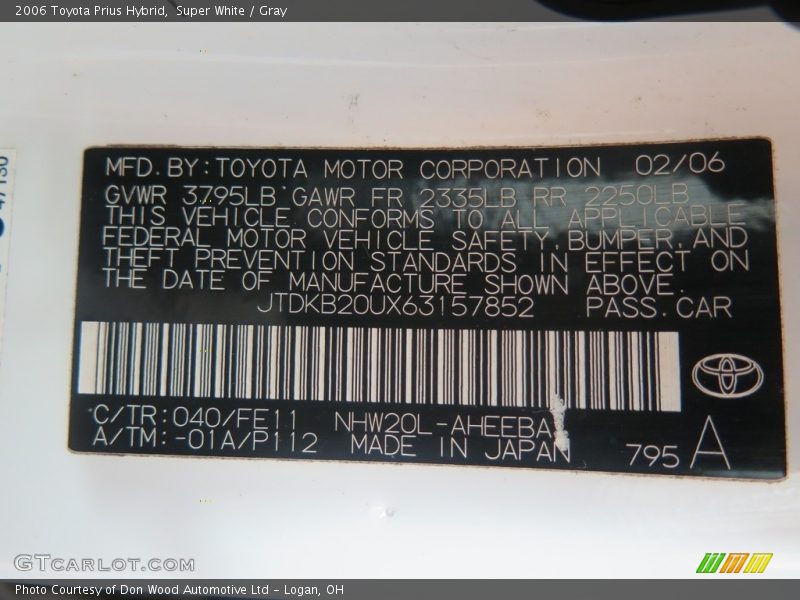 2006 Toyota Prius Hybrid, Super White / Gray
MFD. BY: TOYOTA MOTOR CORPORATION 02/06
GVWR 3795LB GAWR FR 2335LB RR 2250LB
THIS VEHICLE CONFORMS TO ALL APPLICABLE
FEDERAL MOTOR VEHICLE SAFETY, BUMPER, AND
THEFT PREVENTION STANDARDS IN EFFECT ON
THE DATE OF MANUFACTURE SHOWN ABOVE.
JTDKB20UX63157852 PASS. CAR
C/TR: 040/FE11 NHW20L-AHEEBA
A/TM: -01A/P112 MADE IN JAPAN 795 A
GTCARLOT.COM
Photo Courtesy of Don Wood Automotive Ltd - Logan, OH